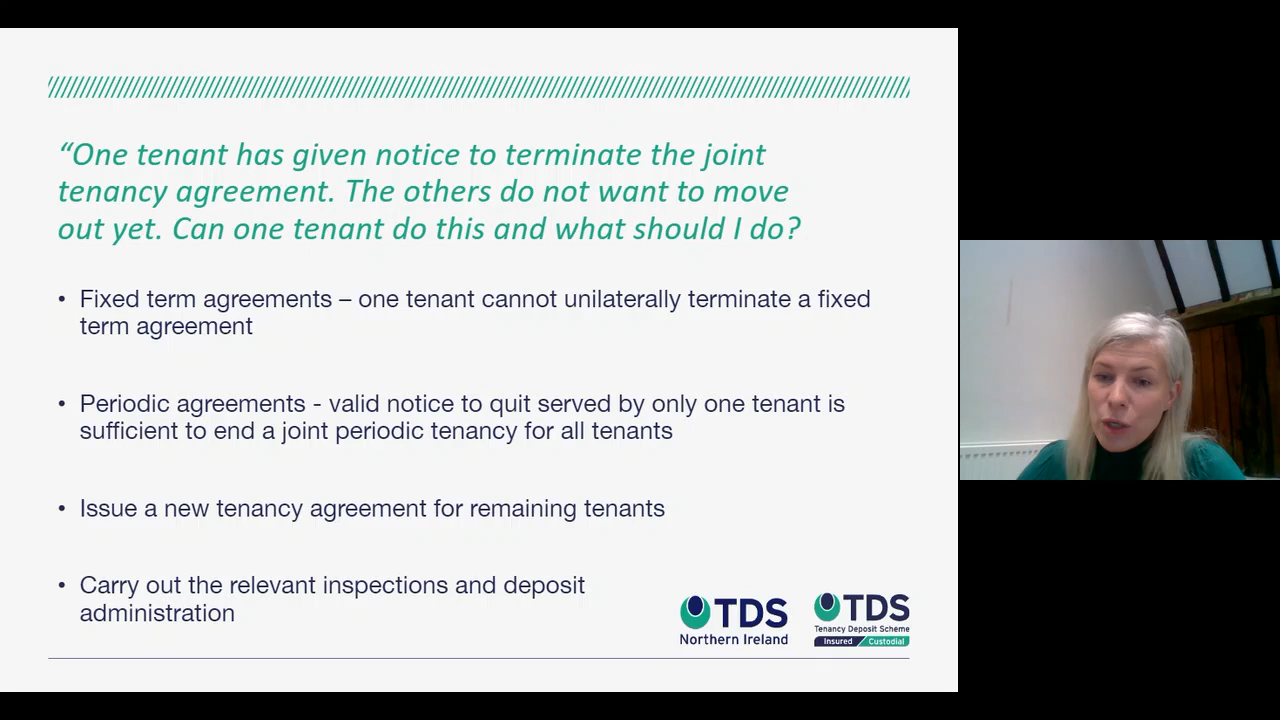 “One tenant has given notice to terminate the joint
tenancy agreement. The others do not want to move
out yet. Can one tenant do this and what should I do?
• Fixed term agreements – one tenant cannot unilaterally terminate a fixed
term agreement
• Periodic agreements - valid notice to quit served by only one tenant is
sufficient to end a joint periodic tenancy for all tenants
• Issue a new tenancy agreement for remaining tenants
• Carry out the relevant inspections and deposit
administration
TDS
Northern Ireland
TDS
Tenancy Deposit Scheme
Insured Custodial